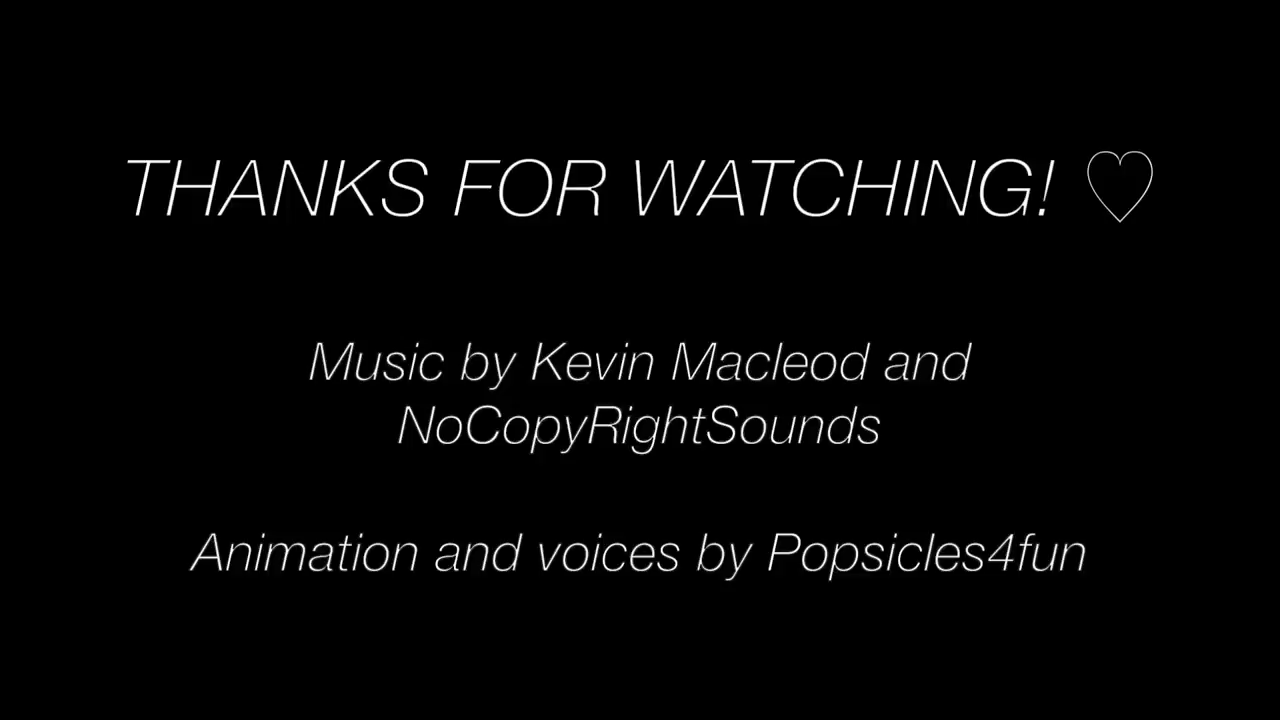 THANKS FOR WATCHING! ♡
Music by Kevin Macleod and
NoCopyRightSounds
Animation and voices by Popsicles4fun